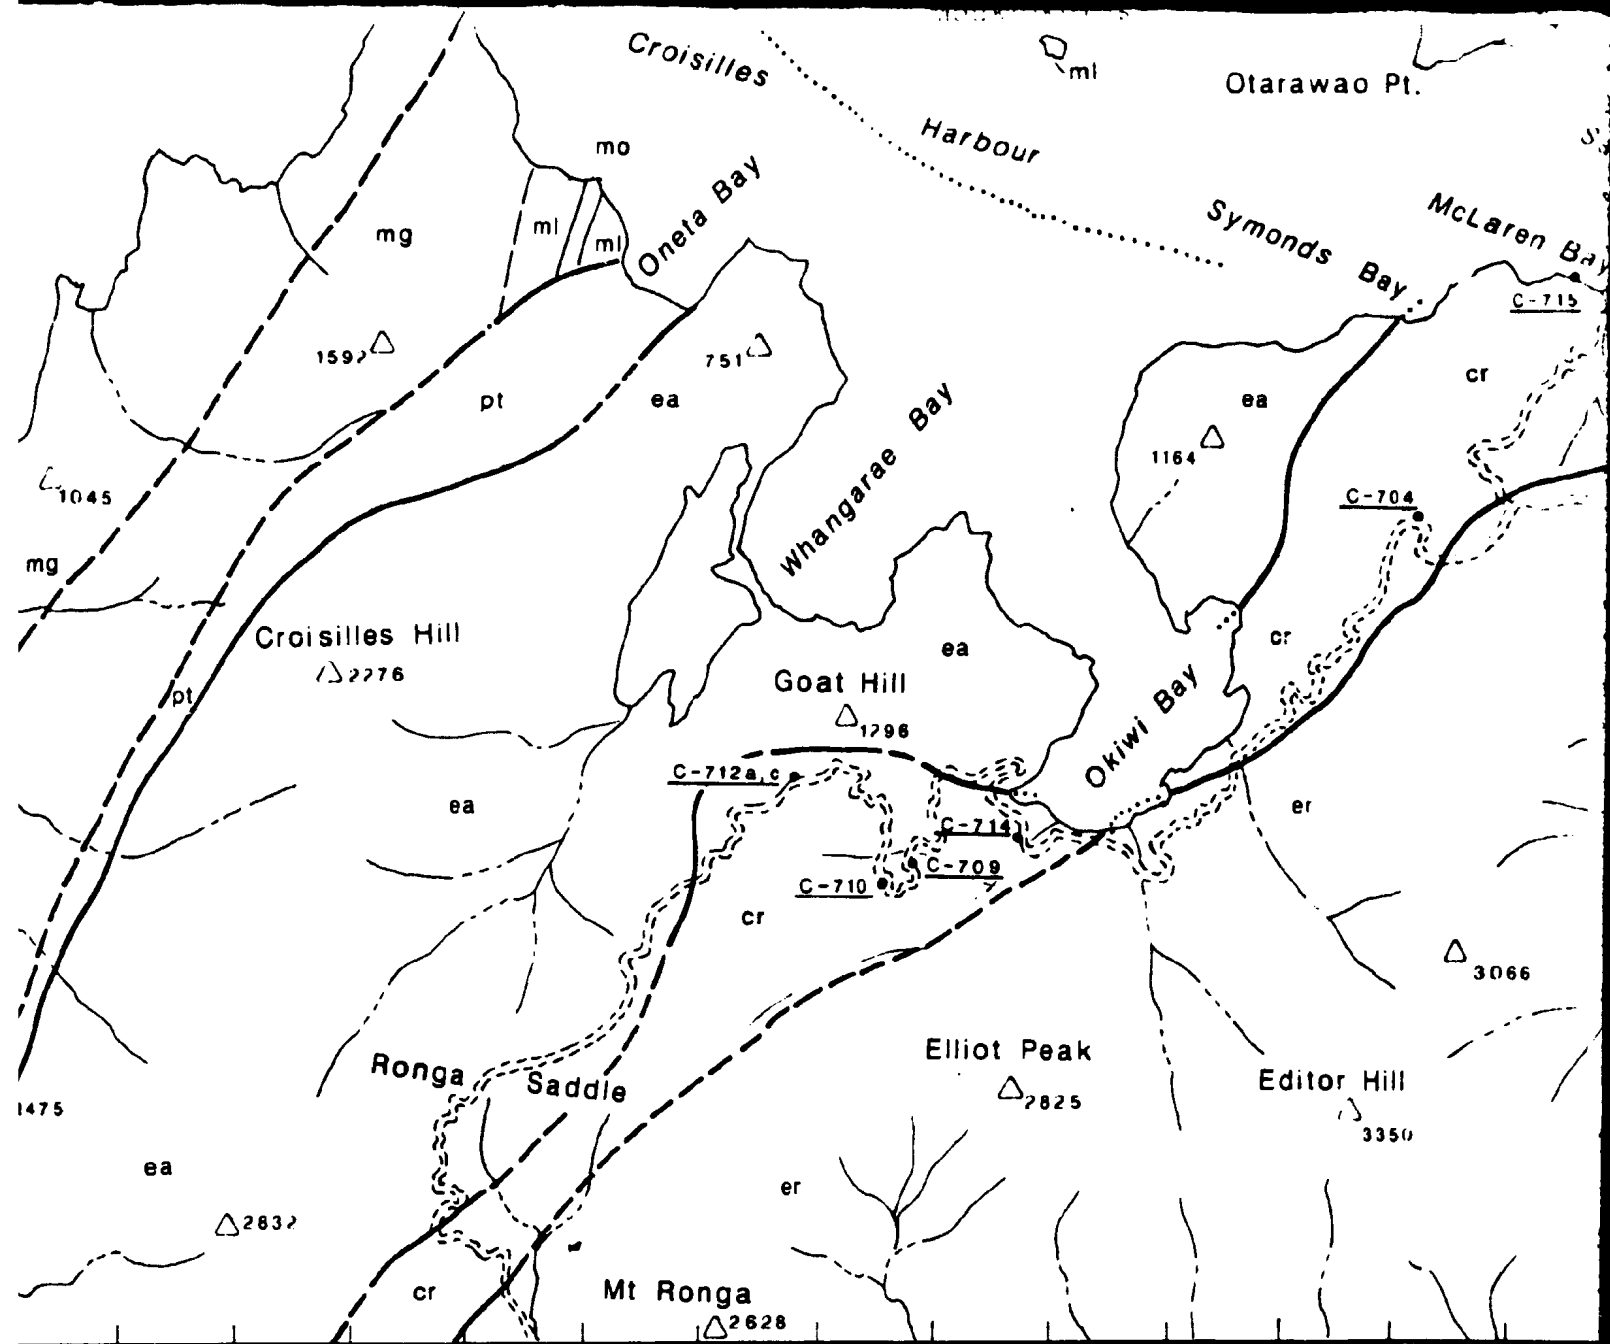 Croisilles
ml
Otarawao Pt.
Harbour
mo
Oneta Bay
Symonds Bay
McLaren Bay
mg
ml
ml
C-715
751
pt
ea
ea
cr
1164
Whangarae Bay
1045
C-704
mg
Croisilles Hill
2276
cr
ea
pt
Goat Hill
1296
Okiwi Bay
C-712a,c
ea
er
C-714
C-709
C-710
cr
3066
Elliot Peak
2825
Ronga Saddle
Editor Hill
3350
1475
ea
er
cr
Mt Ronga
2628